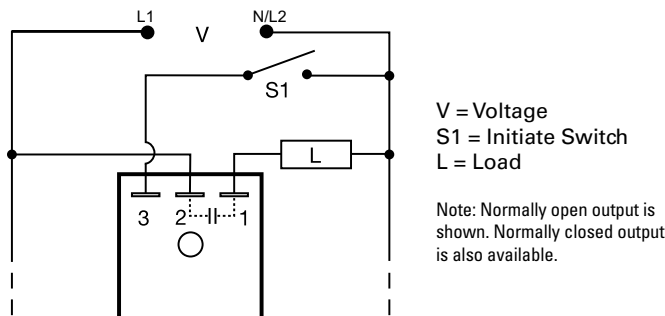 L1
V
N/L2
S1
L
3
2
1
V = Voltage
S1 = Initiate Switch
L = Load
Note: Normally open output is
shown. Normally closed output
is also available.